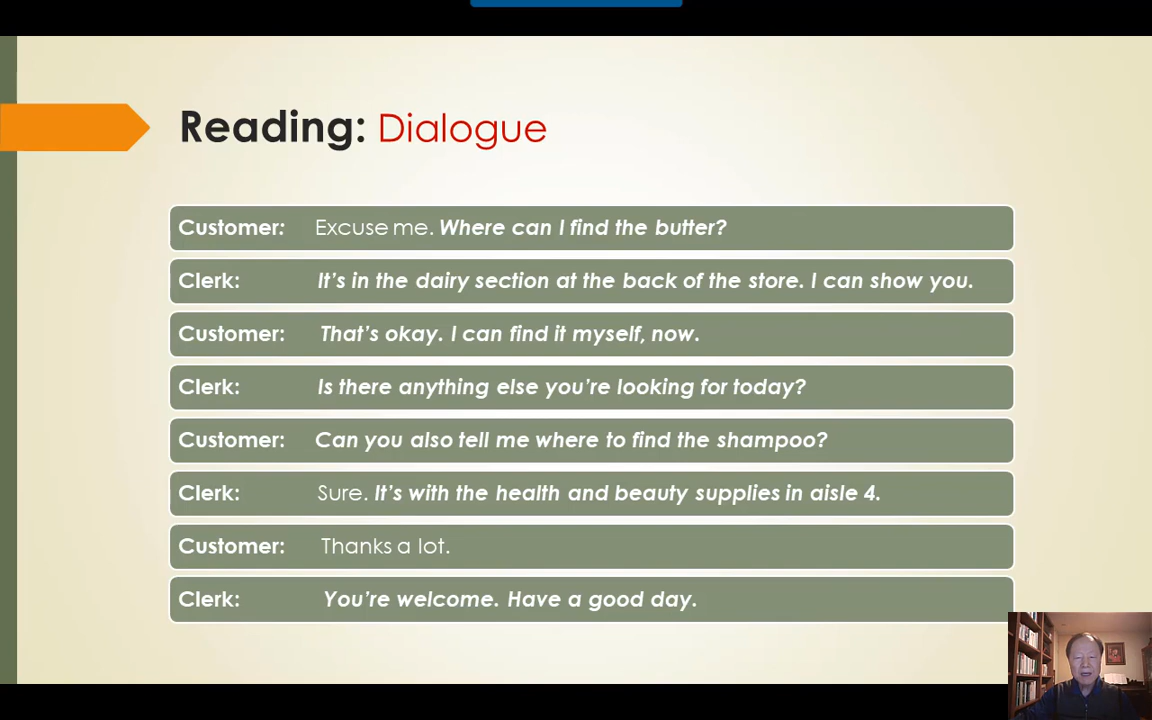 Reading: Dialogue
Customer: Excuse me. Where can I find the butter?
Clerk: It's in the dairy section at the back of the store. I can show you.
Customer: That's okay. I can find it myself, now.
Clerk: Is there anything else you're looking for today?
Customer: Can you also tell me where to find the shampoo?
Clerk: Sure. It's with the health and beauty supplies in aisle 4.
Customer: Thanks a lot.
Clerk: You're welcome. Have a good day.